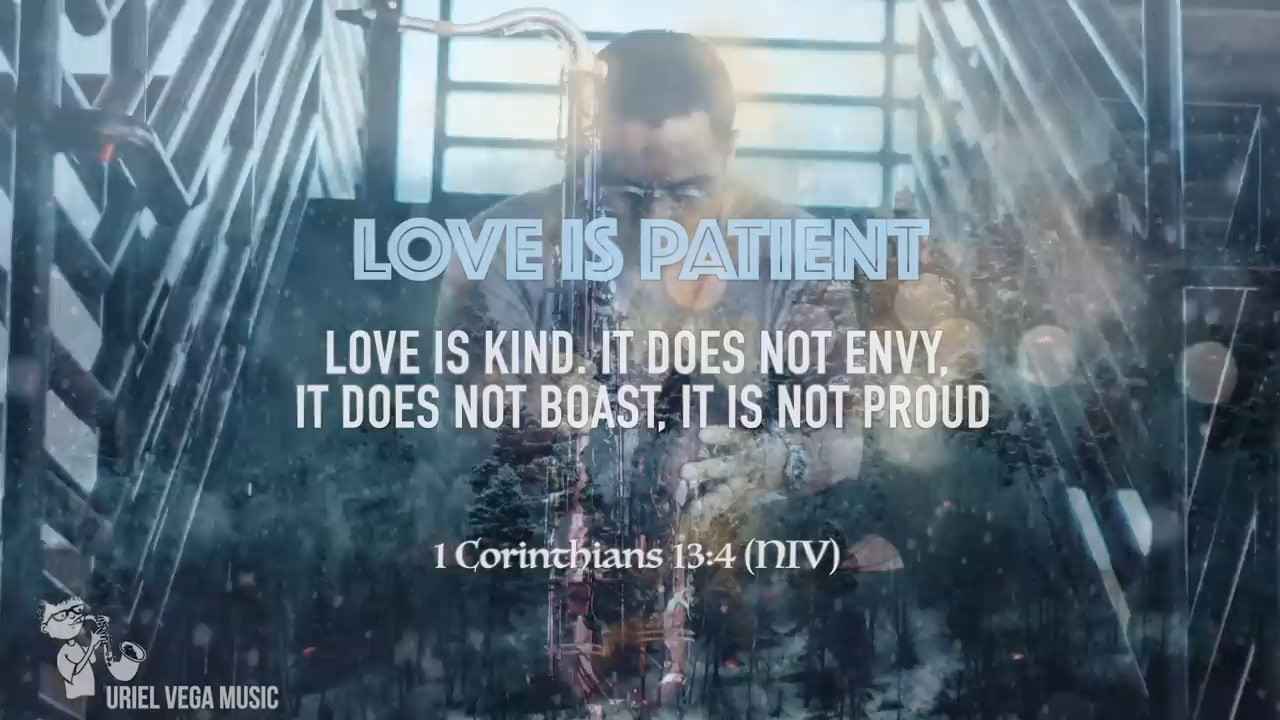 LOVE IS PATIENT
LOVE IS KIND. IT DOES NOT ENVY,
IT DOES NOT BOAST, IT IS NOT PROUD
1 Corinthians 13:4 (NIV)
URIEL VEGA MUSIC